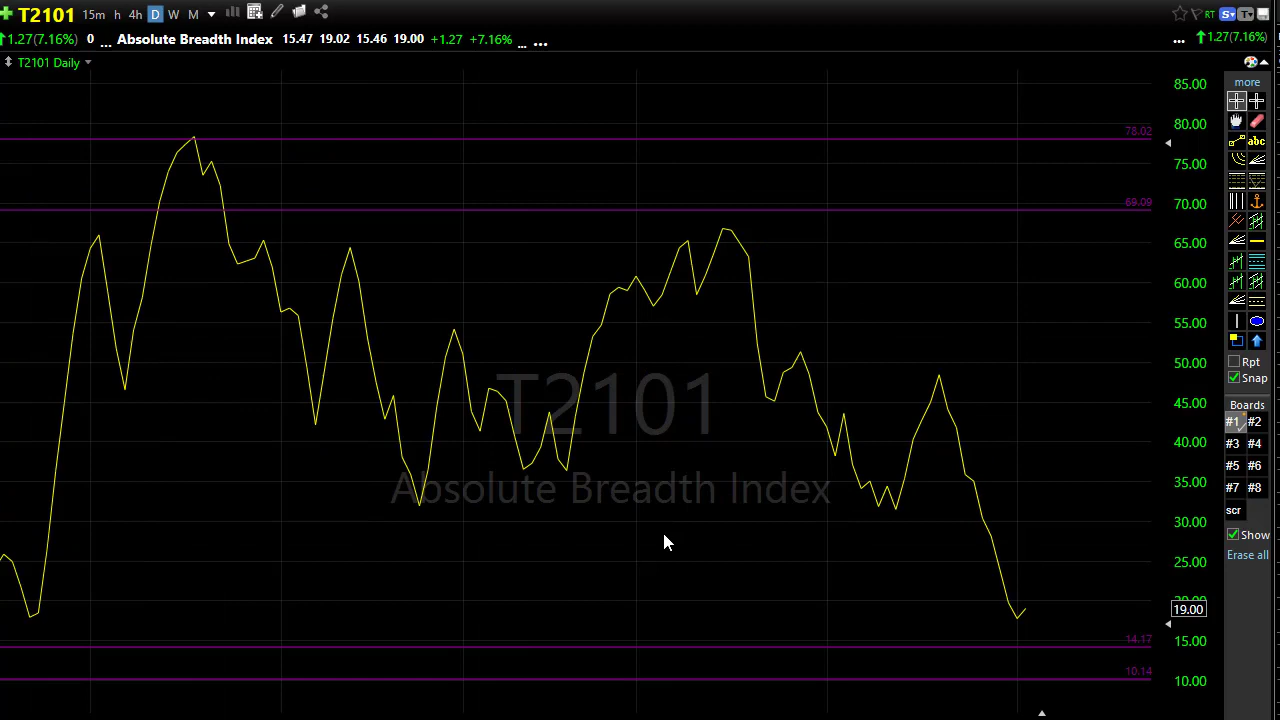 T2101 15m h 4h D W M RT S T
1.27(7.16%) 0 ... Absolute Breadth Index 15.47 19.02 15.46 19.00 +1.27 +7.16% ... ... ... 1.27(7.16%)
T2101 Daily
more
85.00
80.00
78.02
75.00
70.00
69.09
65.00
60.00
55.00
50.00
45.00
40.00
35.00
30.00
25.00
20.00
19.00
15.00
14.17
10.14
10.00
T2101
Absolute Breadth Index
abc
Rpt
Snap
Boards
#1 #2
#3 #4
#5 #6
#7 #8
scr
Show
Erase all